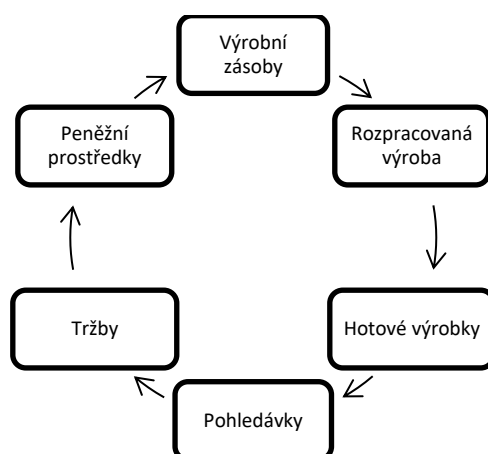 Výrobní
zásoby
Rozpracovaná
výroba
Hotové výrobky
Pohledávky
Tržby
Peněžní
prostředky